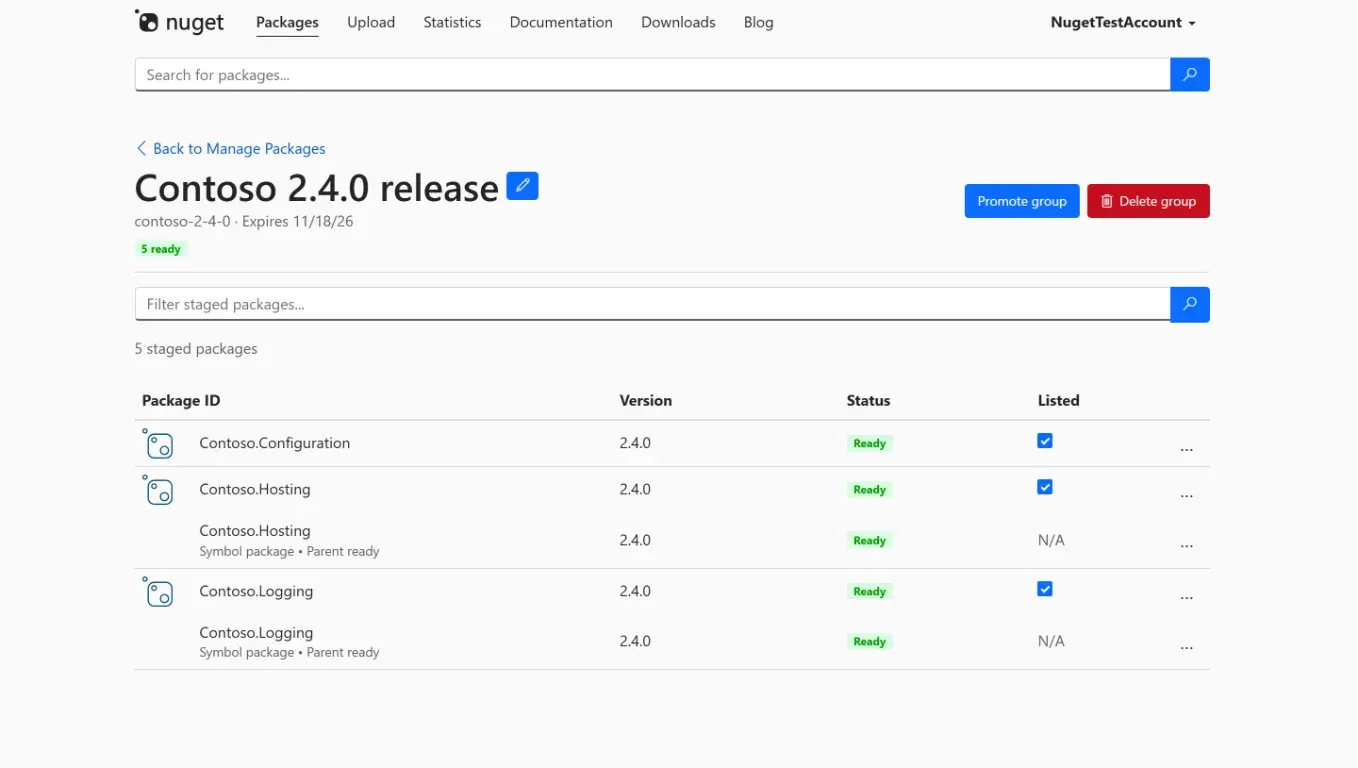 nuget Packages Upload Statistics Documentation Downloads Blog NugetTestAccount
Search for packages...
Back to Manage Packages
Contoso 2.4.0 release
contoso-2-4-0 · Expires 11/18/26
5 ready
Promote group Delete group
Filter staged packages...
5 staged packages
Package ID Version Status Listed
Contoso.Configuration 2.4.0 Ready ...
Contoso.Hosting 2.4.0 Ready ...
Contoso.Hosting
Symbol package • Parent ready 2.4.0 Ready N/A ...
Contoso.Logging 2.4.0 Ready ...
Contoso.Logging
Symbol package • Parent ready 2.4.0 Ready N/A ...